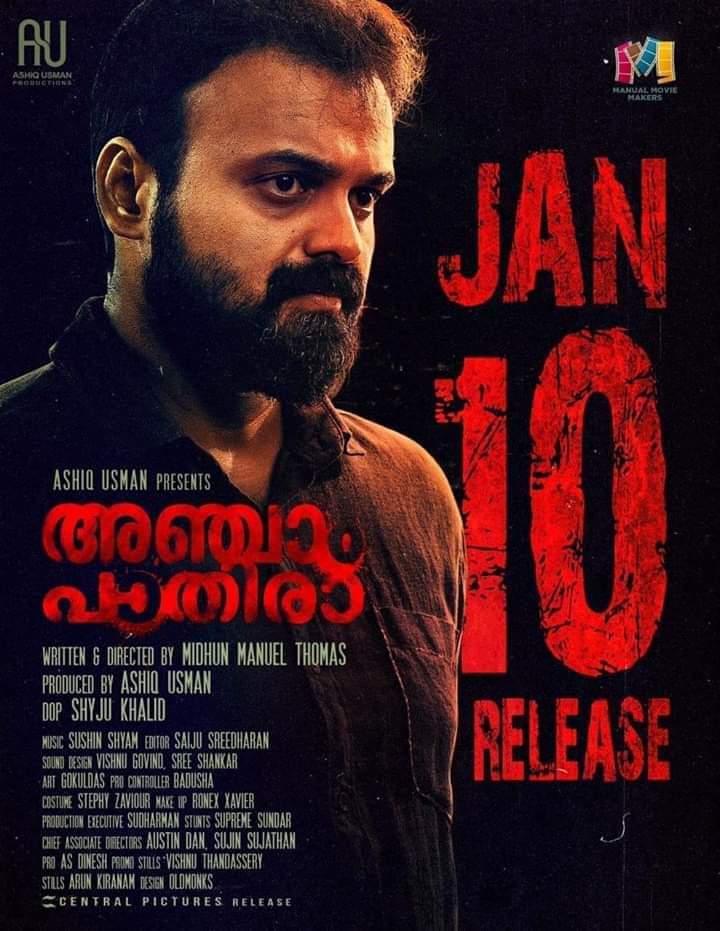 AU
ASHIQ USMAN
PRODUCTIONS
MANUAL MOVIE
MAKERS
JAN
10
RELEASE
ASHIQ USMAN PRESENTS
അഞ്ചാം
പാതിരാ
WRITTEN & DIRECTED BY MIDHUN MANUEL THOMAS
PRODUCED BY ASHIQ USMAN
DOP SHYJU KHALID
MUSIC SUSHIN SHYAM EDITOR SAIJU SREEDHARAN
SOUND DESIGN VISHNU GOVIND, SREE SHANKAR
ART GOKULDAS PRO CONTROLLER BADUSHA
COSTUME STEPHY ZAVIOUR MAKE UP RONEX XAVIER
PRODUCTION EXECUTIVE SUDHARMAN STUNTS SUPREME SUNDAR
CHIEF ASSOCIATE DIRECTORS AUSTIN DAN, SUJIN SUJATHAN
PRO AS DINESH PROMO STILLS VISHNU THANDASSERY
STILLS ARUN KIRANAM DESIGN OLDMONKS
CENTRAL PICTURES RELEASE